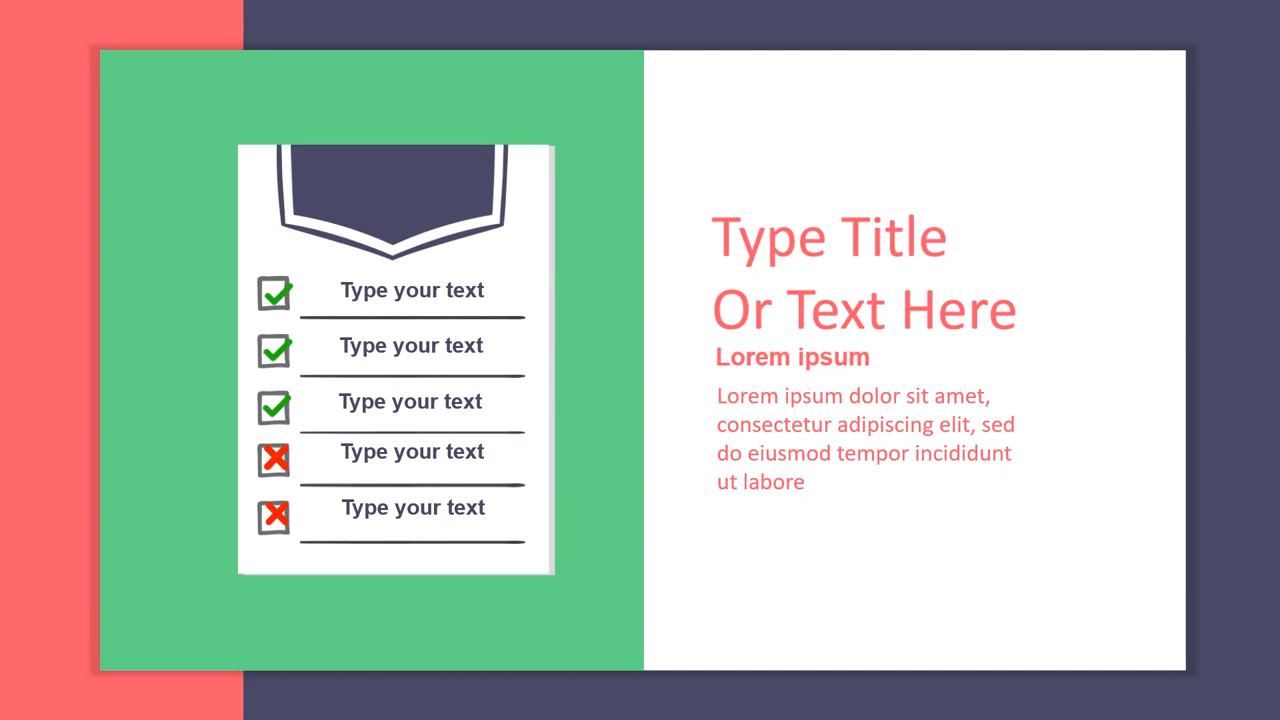 Type your text
Type your text
Type your text
Type your text
Type your text
Type Title
Or Text Here
Lorem ipsum
Lorem ipsum dolor sit amet,
consectetur adipiscing elit, sed
do eiusmod tempor incididunt
ut labore